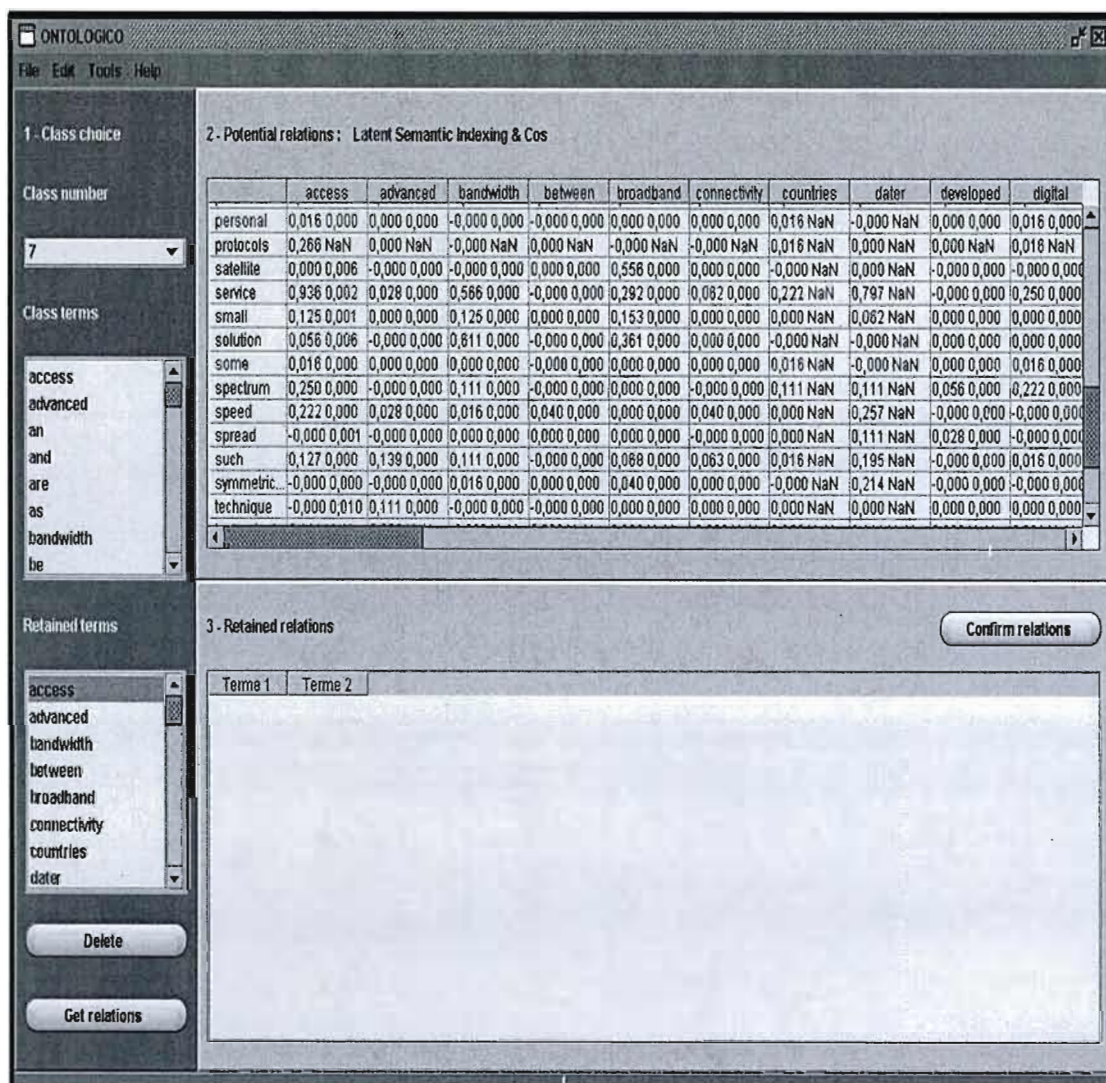 ONTOLOGICO
File Edit Tools Help
1 - Class choice
Class number
7
Class terms
access
advanced
an
and
are
as
bandwidth
be
Retained terms
access
advanced
bandwidth
between
broadband
connectivity
countries
dater
Delete
Get relations
2 - Potential relations : Latent Semantic Indexing & Cos
access advanced bandwidth between broadband connectivity countries dater developed digital
personal 0,016 0,000 0,000 0,000 -0,000 0,000 -0,000 0,000 0,000 0,000 0,000 0,000 0,016 NaN -0,000 NaN 0,000 0,000 0,016 0,000
protocols 0,266 NaN 0,000 NaN -0,000 NaN 0,000 NaN -0,000 NaN -0,000 NaN 0,016 NaN 0,000 NaN 0,000 NaN 0,016 NaN
satellite 0,000 0,006 -0,000 0,000 -0,000 0,000 0,000 0,000 0,556 0,000 0,000 0,000 -0,000 NaN 0,000 NaN -0,000 0,000 -0,000 0,000
service 0,936 0,002 0,028 0,000 0,566 0,000 -0,000 0,000 0,292 0,000 0,062 0,000 0,222 NaN 0,797 NaN -0,000 0,000 0,250 0,000
small 0,125 0,001 0,000 0,000 0,125 0,000 0,000 0,000 0,153 0,000 0,000 0,000 0,000 NaN 0,062 NaN 0,000 0,000 0,000 0,000
solution 0,056 0,006 -0,000 0,000 0,611 0,000 -0,000 0,000 0,361 0,000 0,000 0,000 -0,000 NaN -0,000 NaN 0,000 0,000 0,000 0,000
some 0,016 0,000 0,000 0,000 0,000 0,000 -0,000 0,000 0,000 0,000 0,000 0,000 0,016 NaN -0,000 NaN 0,000 0,000 0,016 0,000
spectrum 0,250 0,000 -0,000 0,000 0,111 0,000 -0,000 0,000 0,000 0,000 -0,000 0,000 0,111 NaN 0,111 NaN 0,056 0,000 0,222 0,000
speed 0,222 0,000 0,028 0,000 0,016 0,000 0,040 0,000 0,000 0,000 0,040 0,000 0,000 NaN 0,257 NaN -0,000 0,000 -0,000 0,000
spread -0,000 0,001 -0,000 0,000 0,000 0,000 0,000 0,000 0,000 0,000 -0,000 0,000 0,000 NaN 0,111 NaN 0,028 0,000 -0,000 0,000
such 0,127 0,000 0,139 0,000 0,111 0,000 -0,000 0,000 0,068 0,000 0,063 0,000 0,016 NaN 0,195 NaN -0,000 0,000 0,016 0,000
symmetric... -0,000 0,000 -0,000 0,000 0,016 0,000 0,000 0,000 0,040 0,000 0,000 0,000 -0,000 NaN 0,214 NaN -0,000 0,000 -0,000 0,000
technique -0,000 0,010 0,111 0,000 -0,000 0,000 -0,000 0,000 0,000 0,000 0,000 0,000 0,000 NaN 0,000 NaN 0,000 0,000 0,000 0,000
3 - Retained relations
Confirm relations
Terme 1 Terme 2